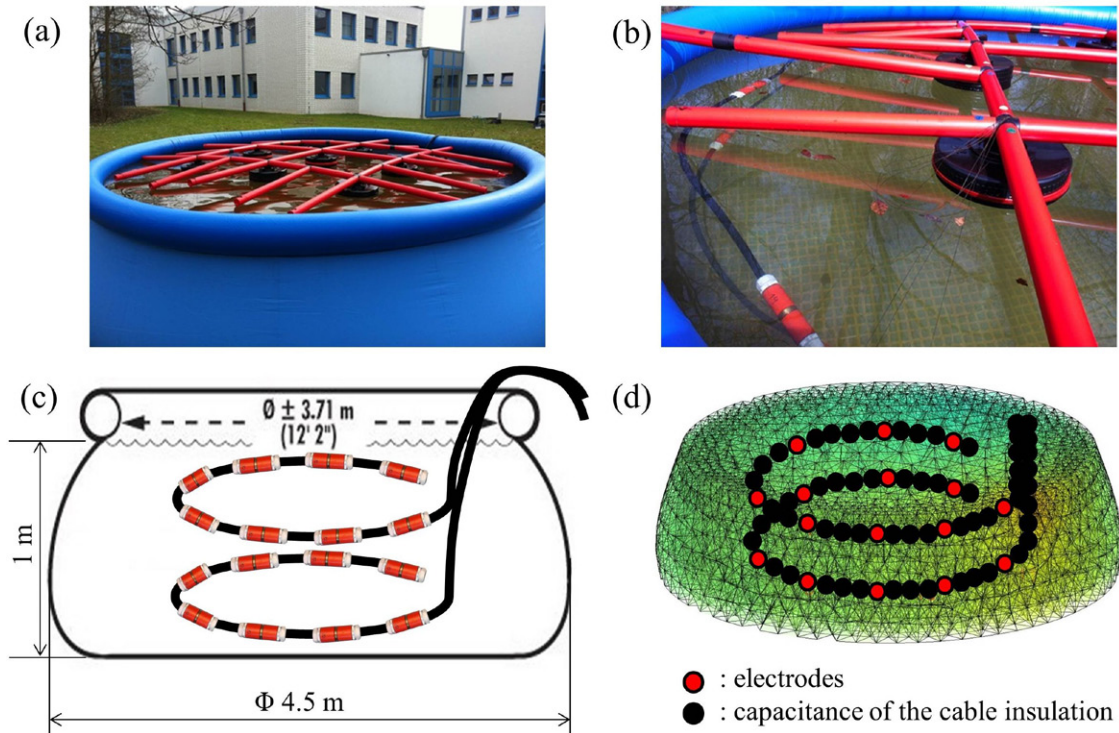 (a)
(b)
(c)
Ø ± 3.71 m
(12' 2")
1 m
Φ 4.5 m
(d)
: electrodes
: capacitance of the cable insulation